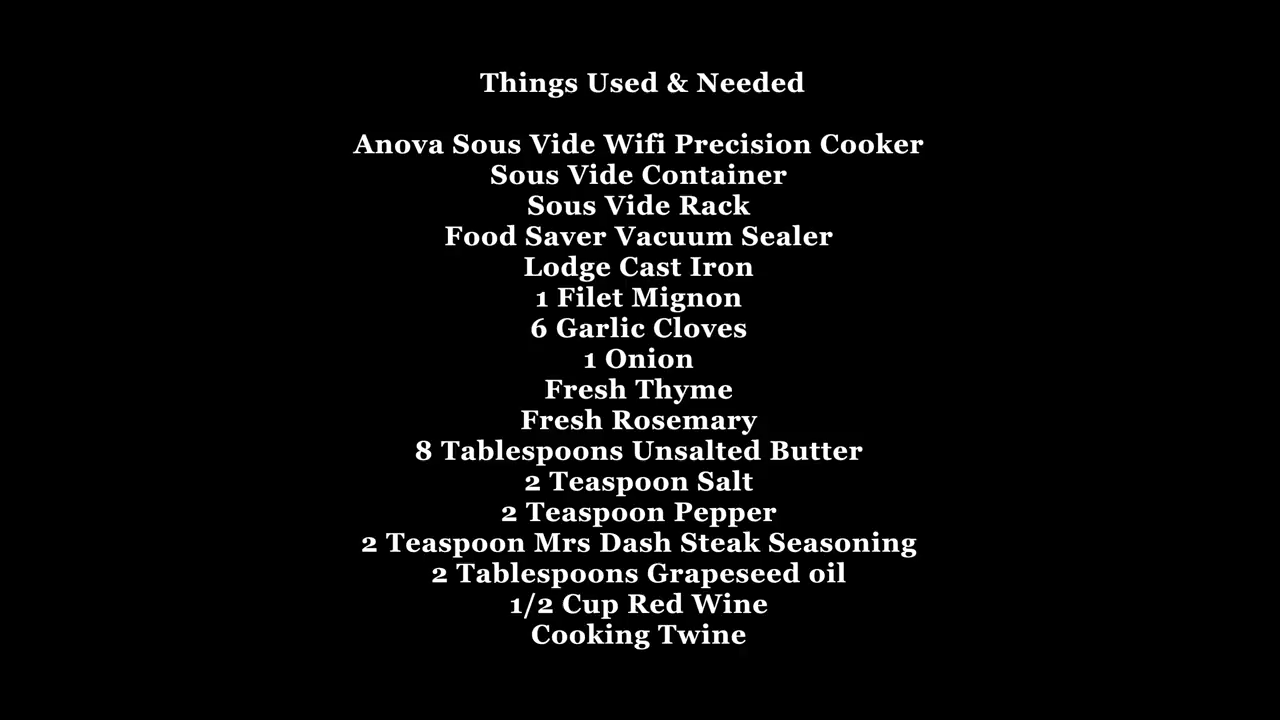 Things Used & Needed
Anova Sous Vide Wifi Precision Cooker
Sous Vide Container
Sous Vide Rack
Food Saver Vacuum Sealer
Lodge Cast Iron
1 Filet Mignon
6 Garlic Cloves
1 Onion
Fresh Thyme
Fresh Rosemary
8 Tablespoons Unsalted Butter
2 Teaspoon Salt
2 Teaspoon Pepper
2 Teaspoon Mrs Dash Steak Seasoning
2 Tablespoons Grapeseed oil
1/2 Cup Red Wine
Cooking Twine